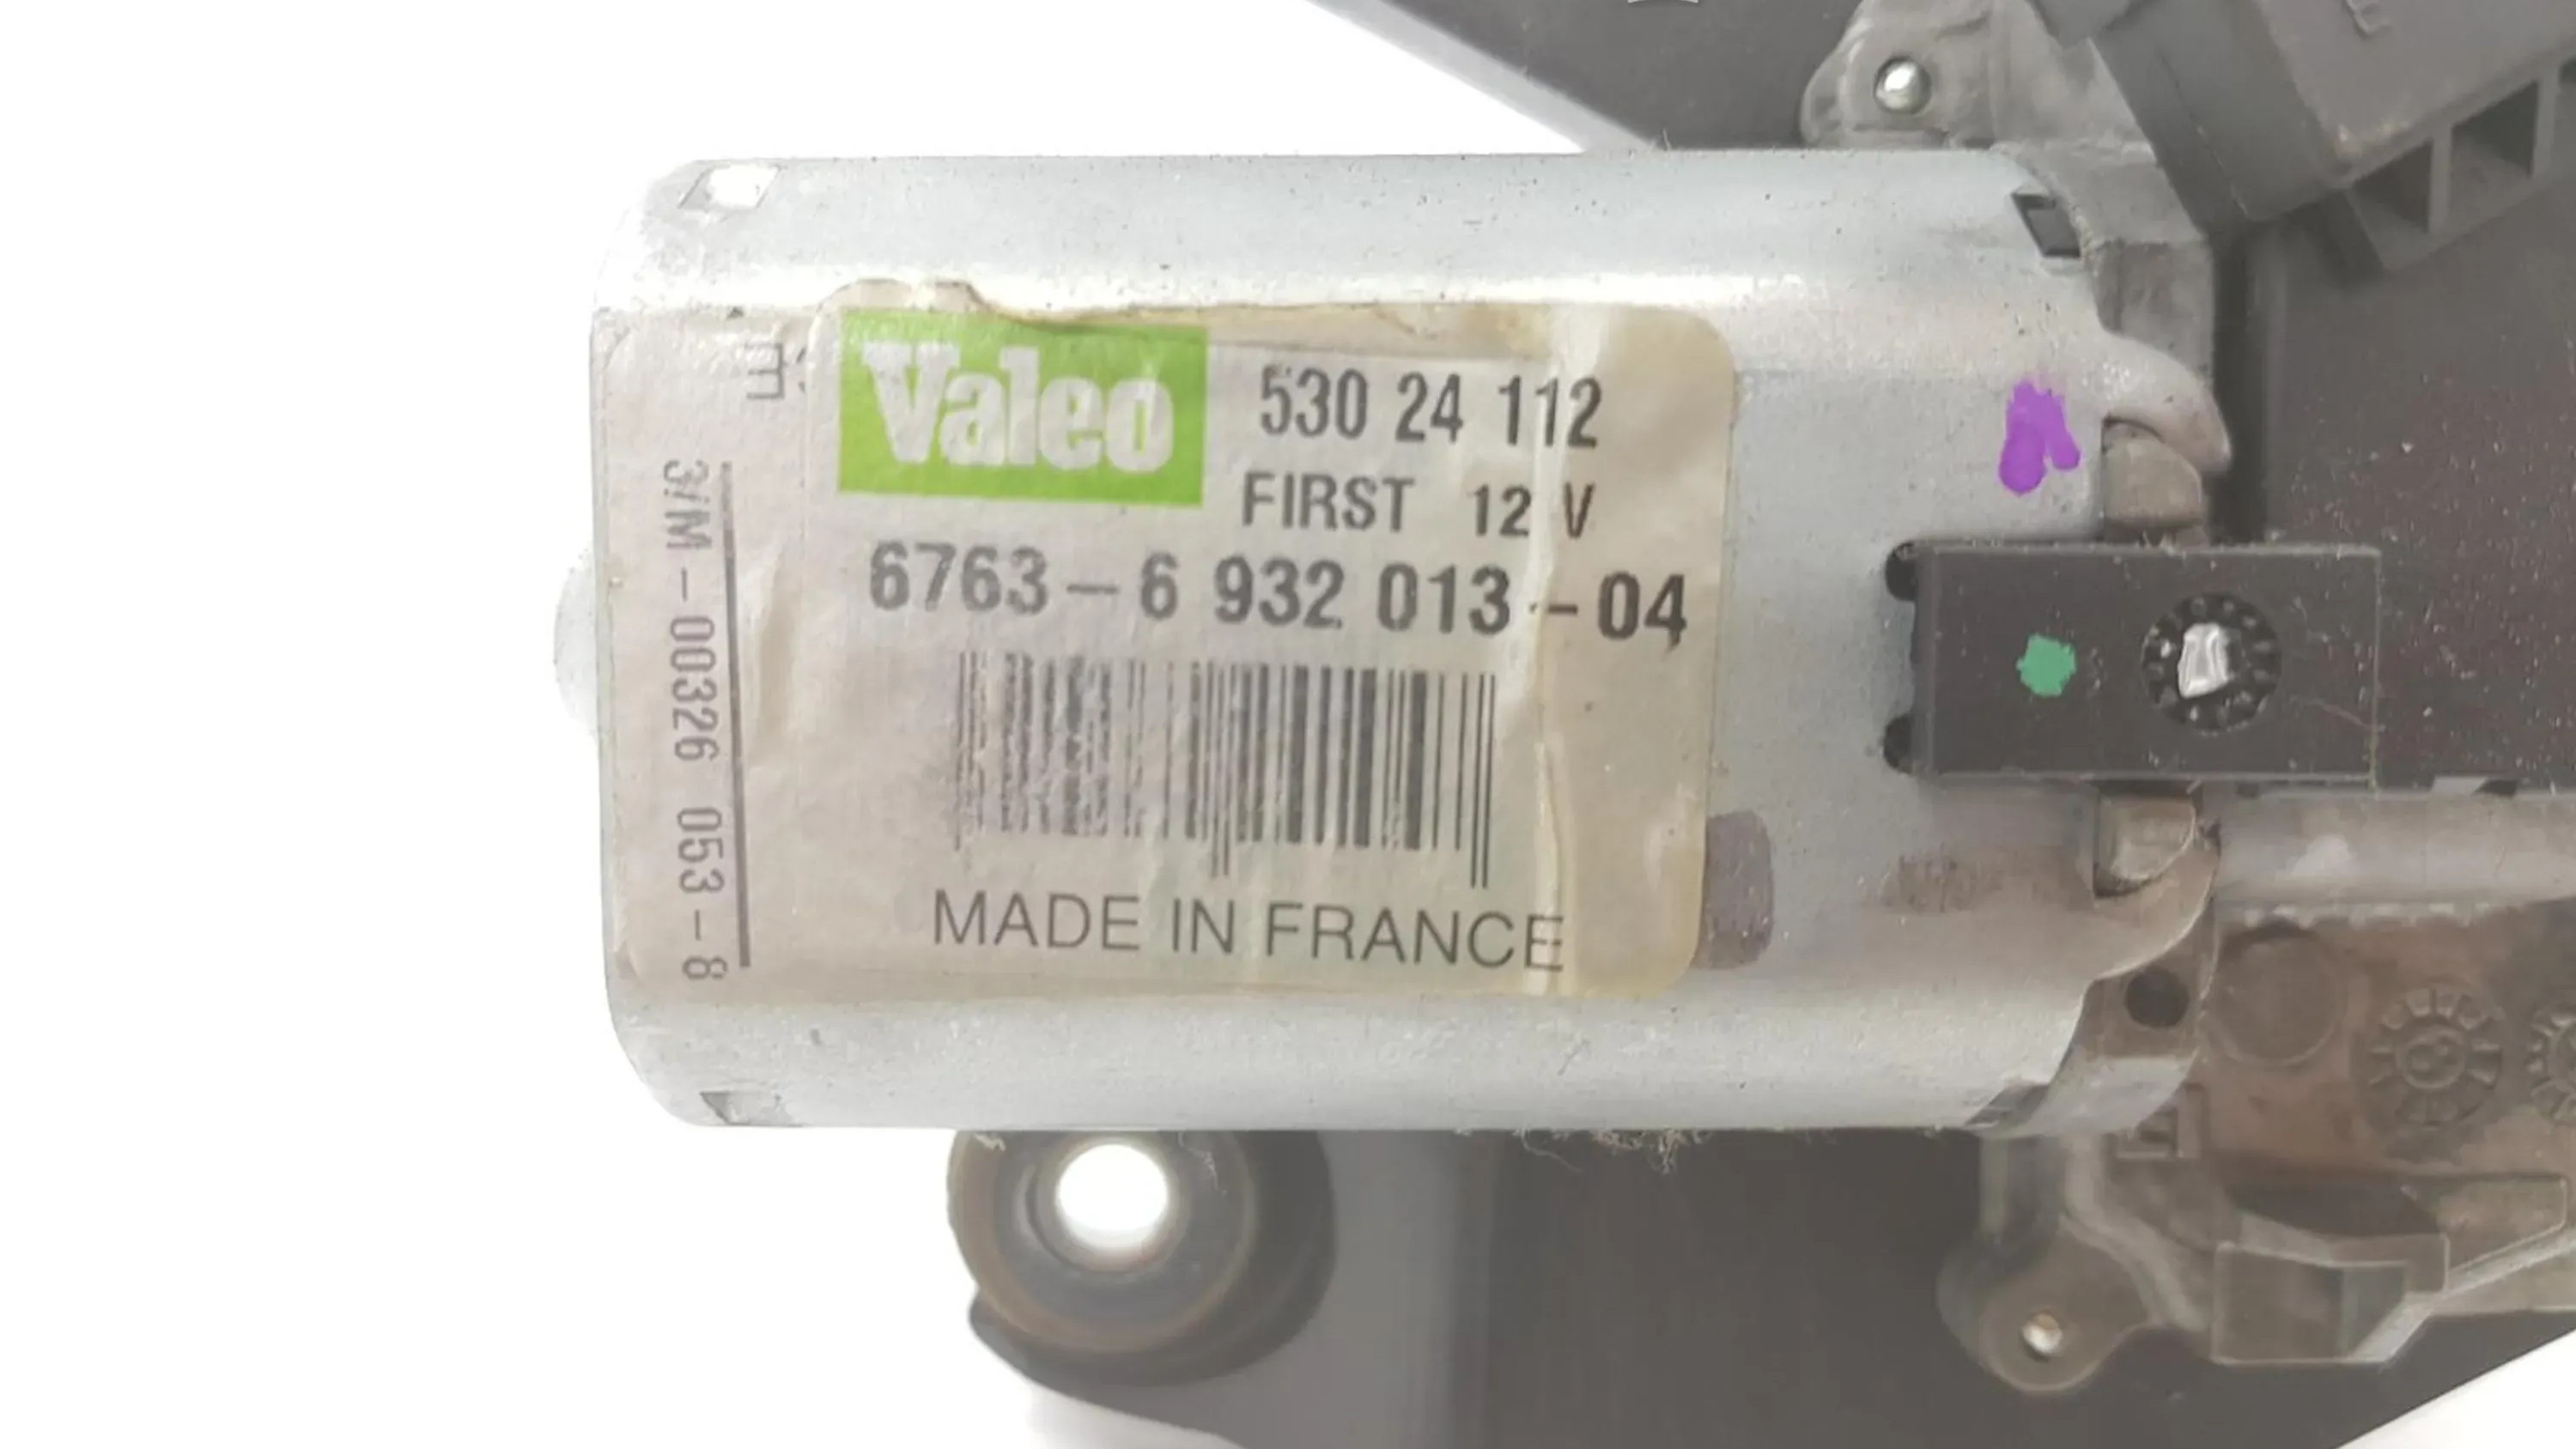 Valeo
530 24 112
FIRST 12 V
6763-6 932 013-04
MADE IN FRANCE
3/M-00326 053-8